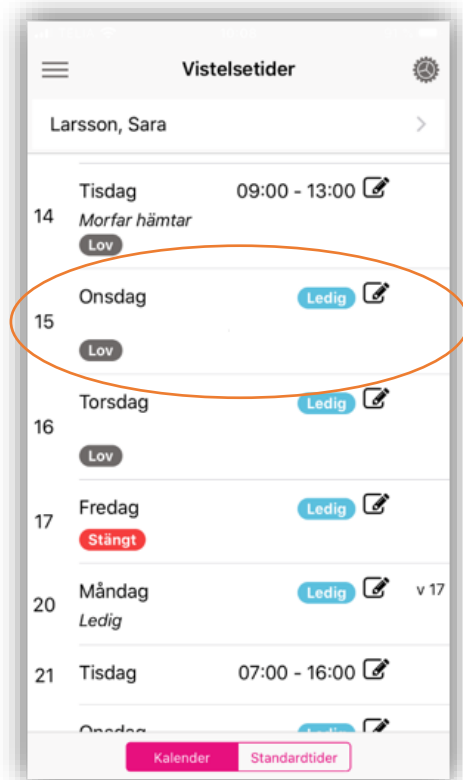 Vistelsetider
Larsson, Sara
Tisdag 09:00 - 13:00
14 Morfar hämtar
Lov
Onsdag Ledig
15
Lov
Torsdag Ledig
16
Lov
Fredag Ledig
17
Stängt
Måndag Ledig v 17
20
Ledig
21 Tisdag 07:00 - 16:00
Onsdag
Kalender Standardtider